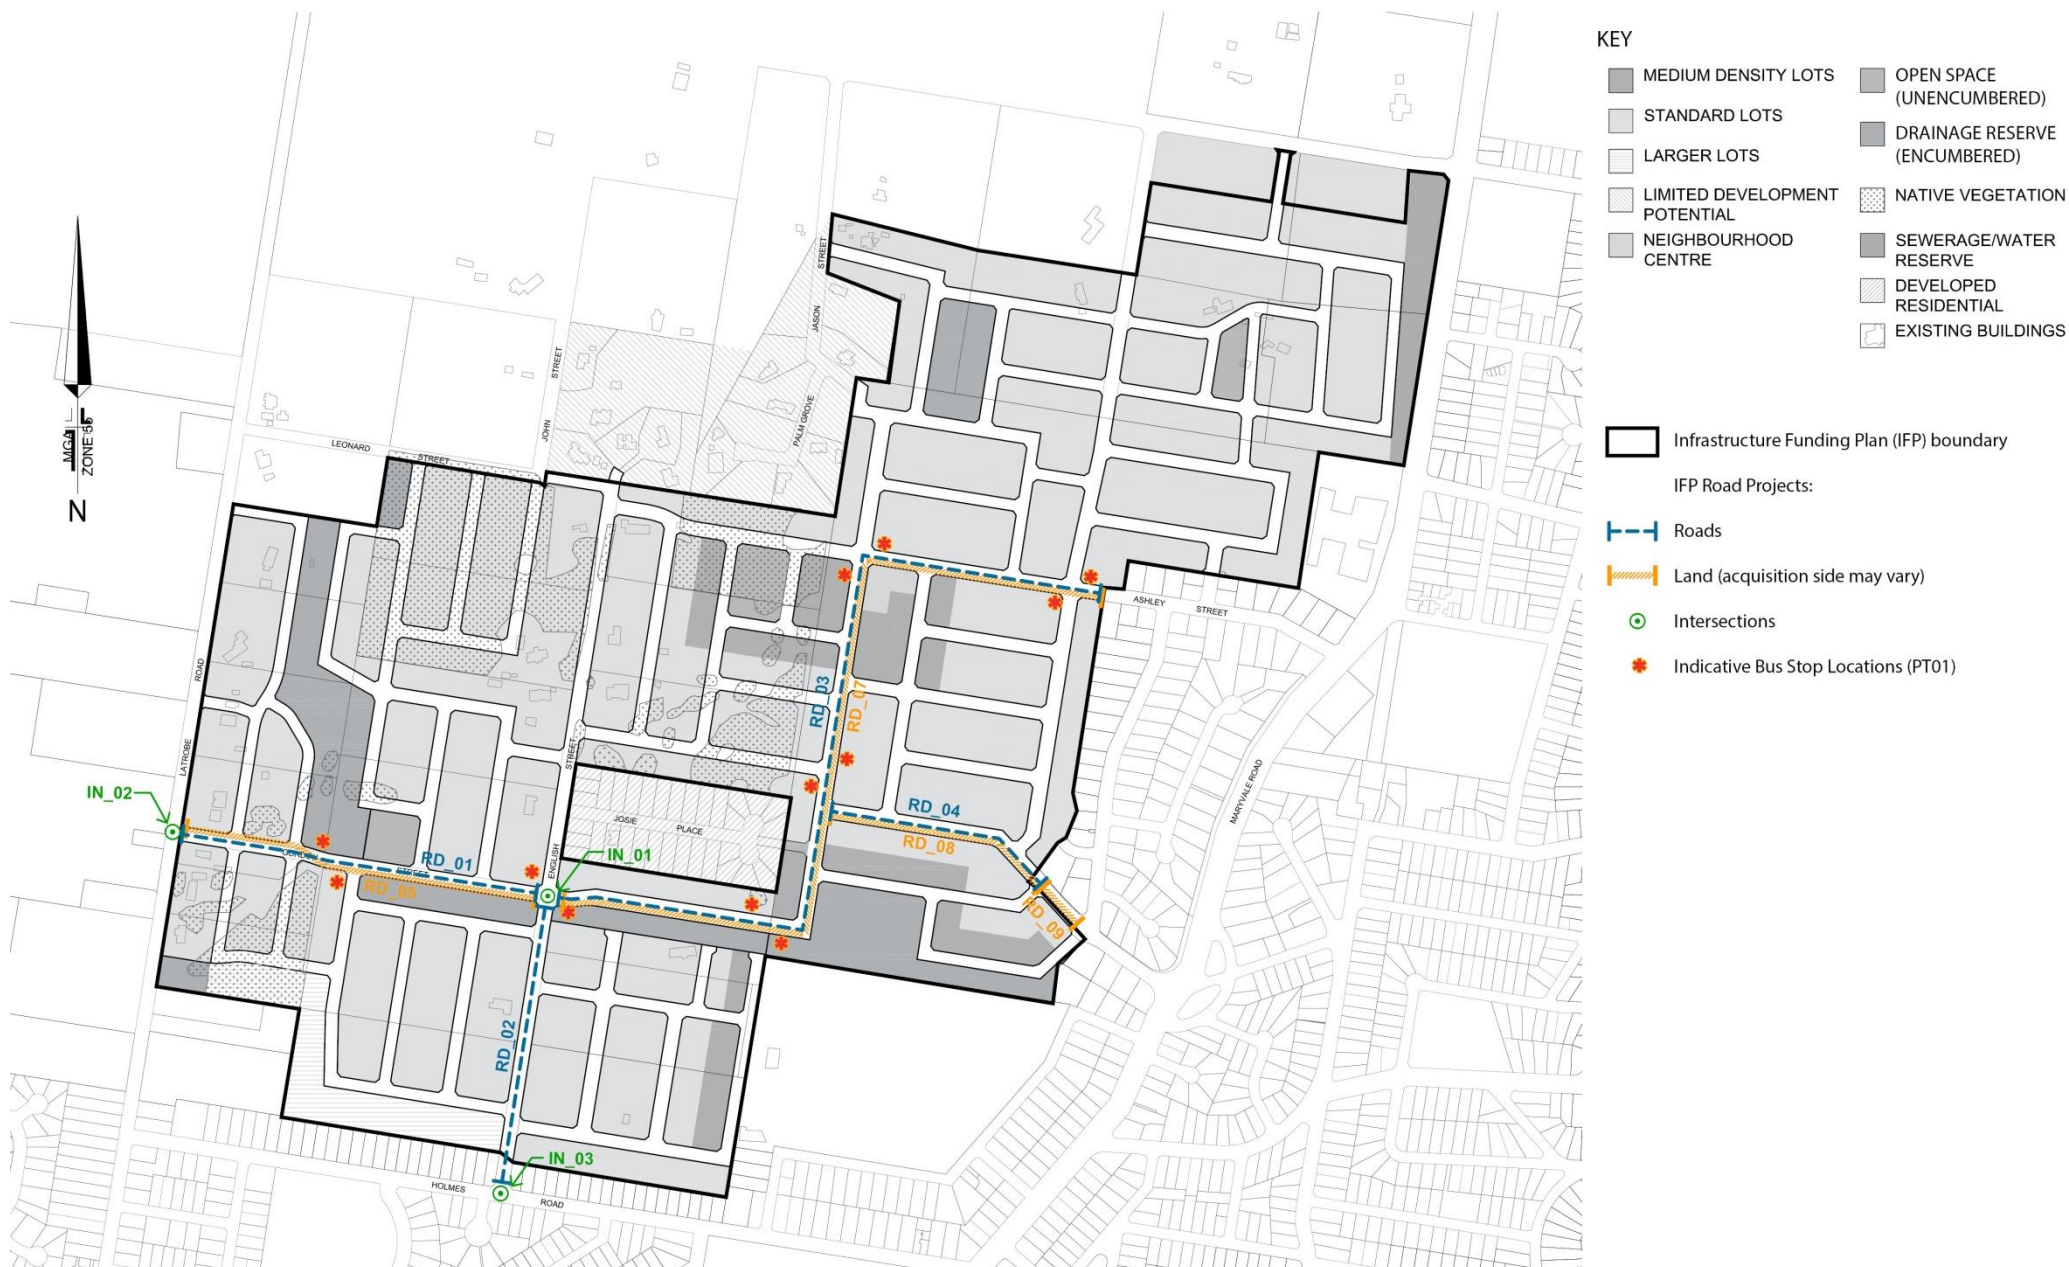 KEY
MEDIUM DENSITY LOTS
STANDARD LOTS
LARGER LOTS
LIMITED DEVELOPMENT
POTENTIAL
NEIGHBOURHOOD
CENTRE
OPEN SPACE
(UNENCUMBERED)
DRAINAGE RESERVE
(ENCUMBERED)
NATIVE VEGETATION
SEWERAGE/WATER
RESERVE
DEVELOPED
RESIDENTIAL
EXISTING BUILDINGS
Infrastructure Funding Plan (IFP) boundary
IFP Road Projects:
Roads
Land (acquisition side may vary)
Intersections
Indicative Bus Stop Locations (PT01)
MGA
ZONE 55
N
LEONARD
STREET
JOHN
STREET
JASON
STREET
PALM GROVE
LATROBE
ROAD
ASHLEY
STREET
MARYVALE ROAD
STREET
ENGLISH
JOSIE
PLACE
STREET
HOLMES
ROAD
IN_02
IN_01
IN_03
RD_01
RD_05
RD_02
RD_03
RD_07
RD_04
RD_08
RD_09